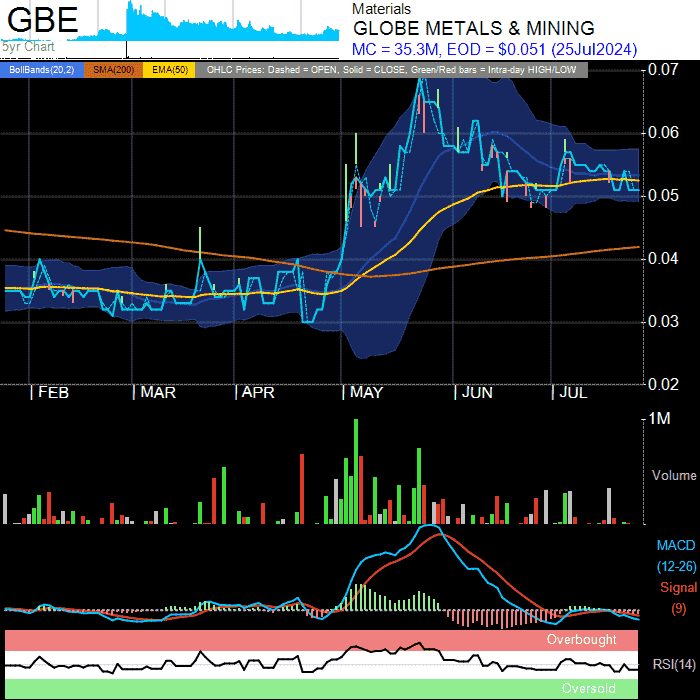 GBE
5yr Chart
Materials
GLOBE METALS & MINING
MC = 35.3M, EOD = $0.051 (25Jul2024)
BollBands(20,2) SMA(200) EMA(50) OHLC Prices: Dashed = OPEN, Solid = CLOSE, Green/Red bars = Intra-day HIGH/LOW
0.07
0.06
0.05
0.04
0.03
0.02
FEB MAR APR MAY JUN JUL
1M
Volume
MACD
(12-26)
Signal
(9)
Overbought
RSI(14)
Oversold